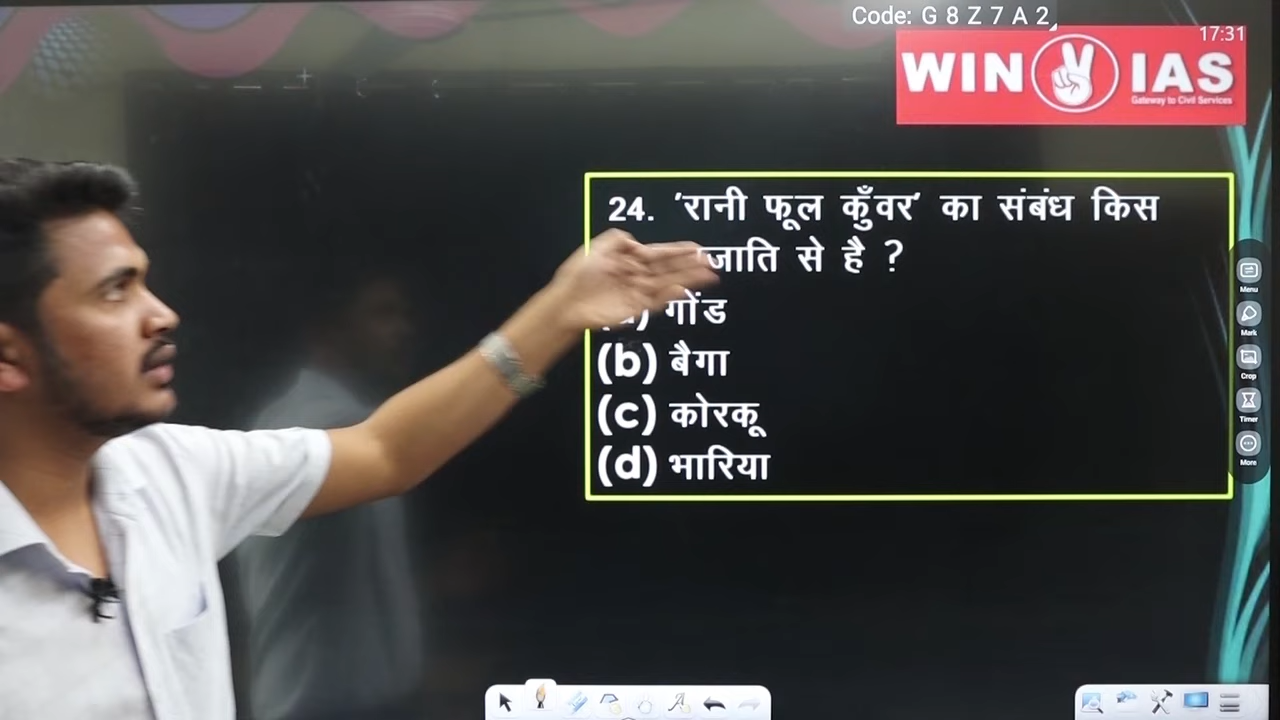 Code: G 8 Z 7 A 2
17:31
WIN IAS
Gateway to Civil Services
24. 'रानी फूल कुँवर' का संबंध किस
से है ?
गोंड
(b) बैगा
(c) कोरकू
(d) भारिया
Menu
Mark
Crop
Timer
More